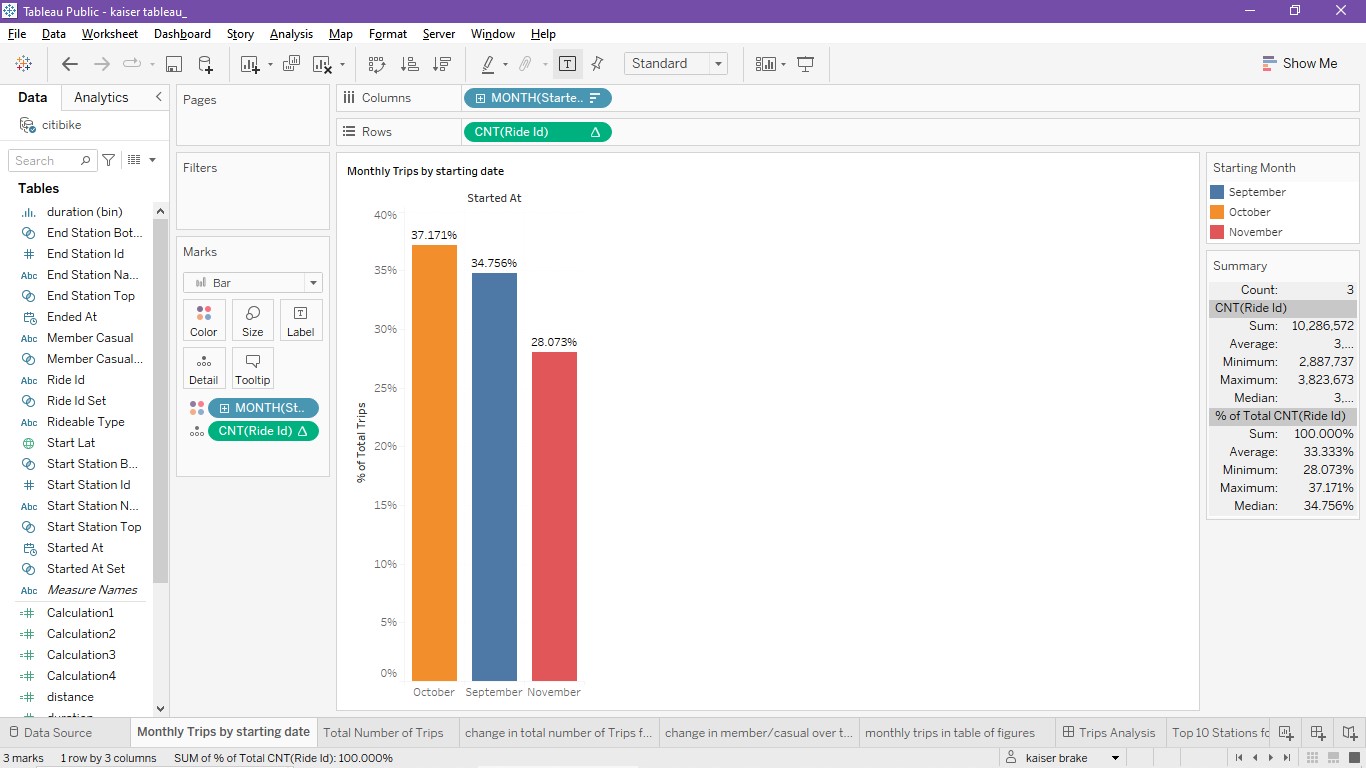 Tableau Public - kaiser tableau_
File Data Worksheet Dashboard Story Analysis Map Format Server Window Help
Standard
Show Me
Data Analytics
citibike
Search
Tables
duration (bin)
End Station Bot...
End Station Id
Abc End Station Na...
End Station Top
Ended At
Abc Member Casual
Member Casual...
Abc Ride Id
Ride Id Set
Abc Rideable Type
Start Lat
Start Station B...
Start Station Id
Abc Start Station N...
Start Station Top
Started At
Started At Set
Abc Measure Names
Calculation1
Calculation2
Calculation3
Calculation4
distance
duration
Pages
Filters
Marks
Bar
Color Size Label
Detail Tooltip
MONTH(St..
CNT(Ride Id)
Columns MONTH(Starte..
Rows CNT(Ride Id)
Monthly Trips by starting date
Started At
% of Total Trips
40%
35%
30%
25%
20%
15%
10%
5%
0%
37.171%
34.756%
28.073%
October September November
Starting Month
September
October
November
Summary
Count: 3
CNT(Ride Id)
Sum: 10,286,572
Average: 3,...
Minimum: 2,887,737
Maximum: 3,823,673
Median: 3,...
% of Total CNT(Ride Id)
Sum: 100.000%
Average: 33.333%
Minimum: 28.073%
Maximum: 37.171%
Median: 34.756%
Data Source Monthly Trips by starting date Total Number of Trips change in total number of Trips f... change in member/casual over t... monthly trips in table of figures Trips Analysis Top 10 Stations fo
3 marks 1 row by 3 columns SUM of % of Total CNT(Ride Id): 100.000% kaiser brake